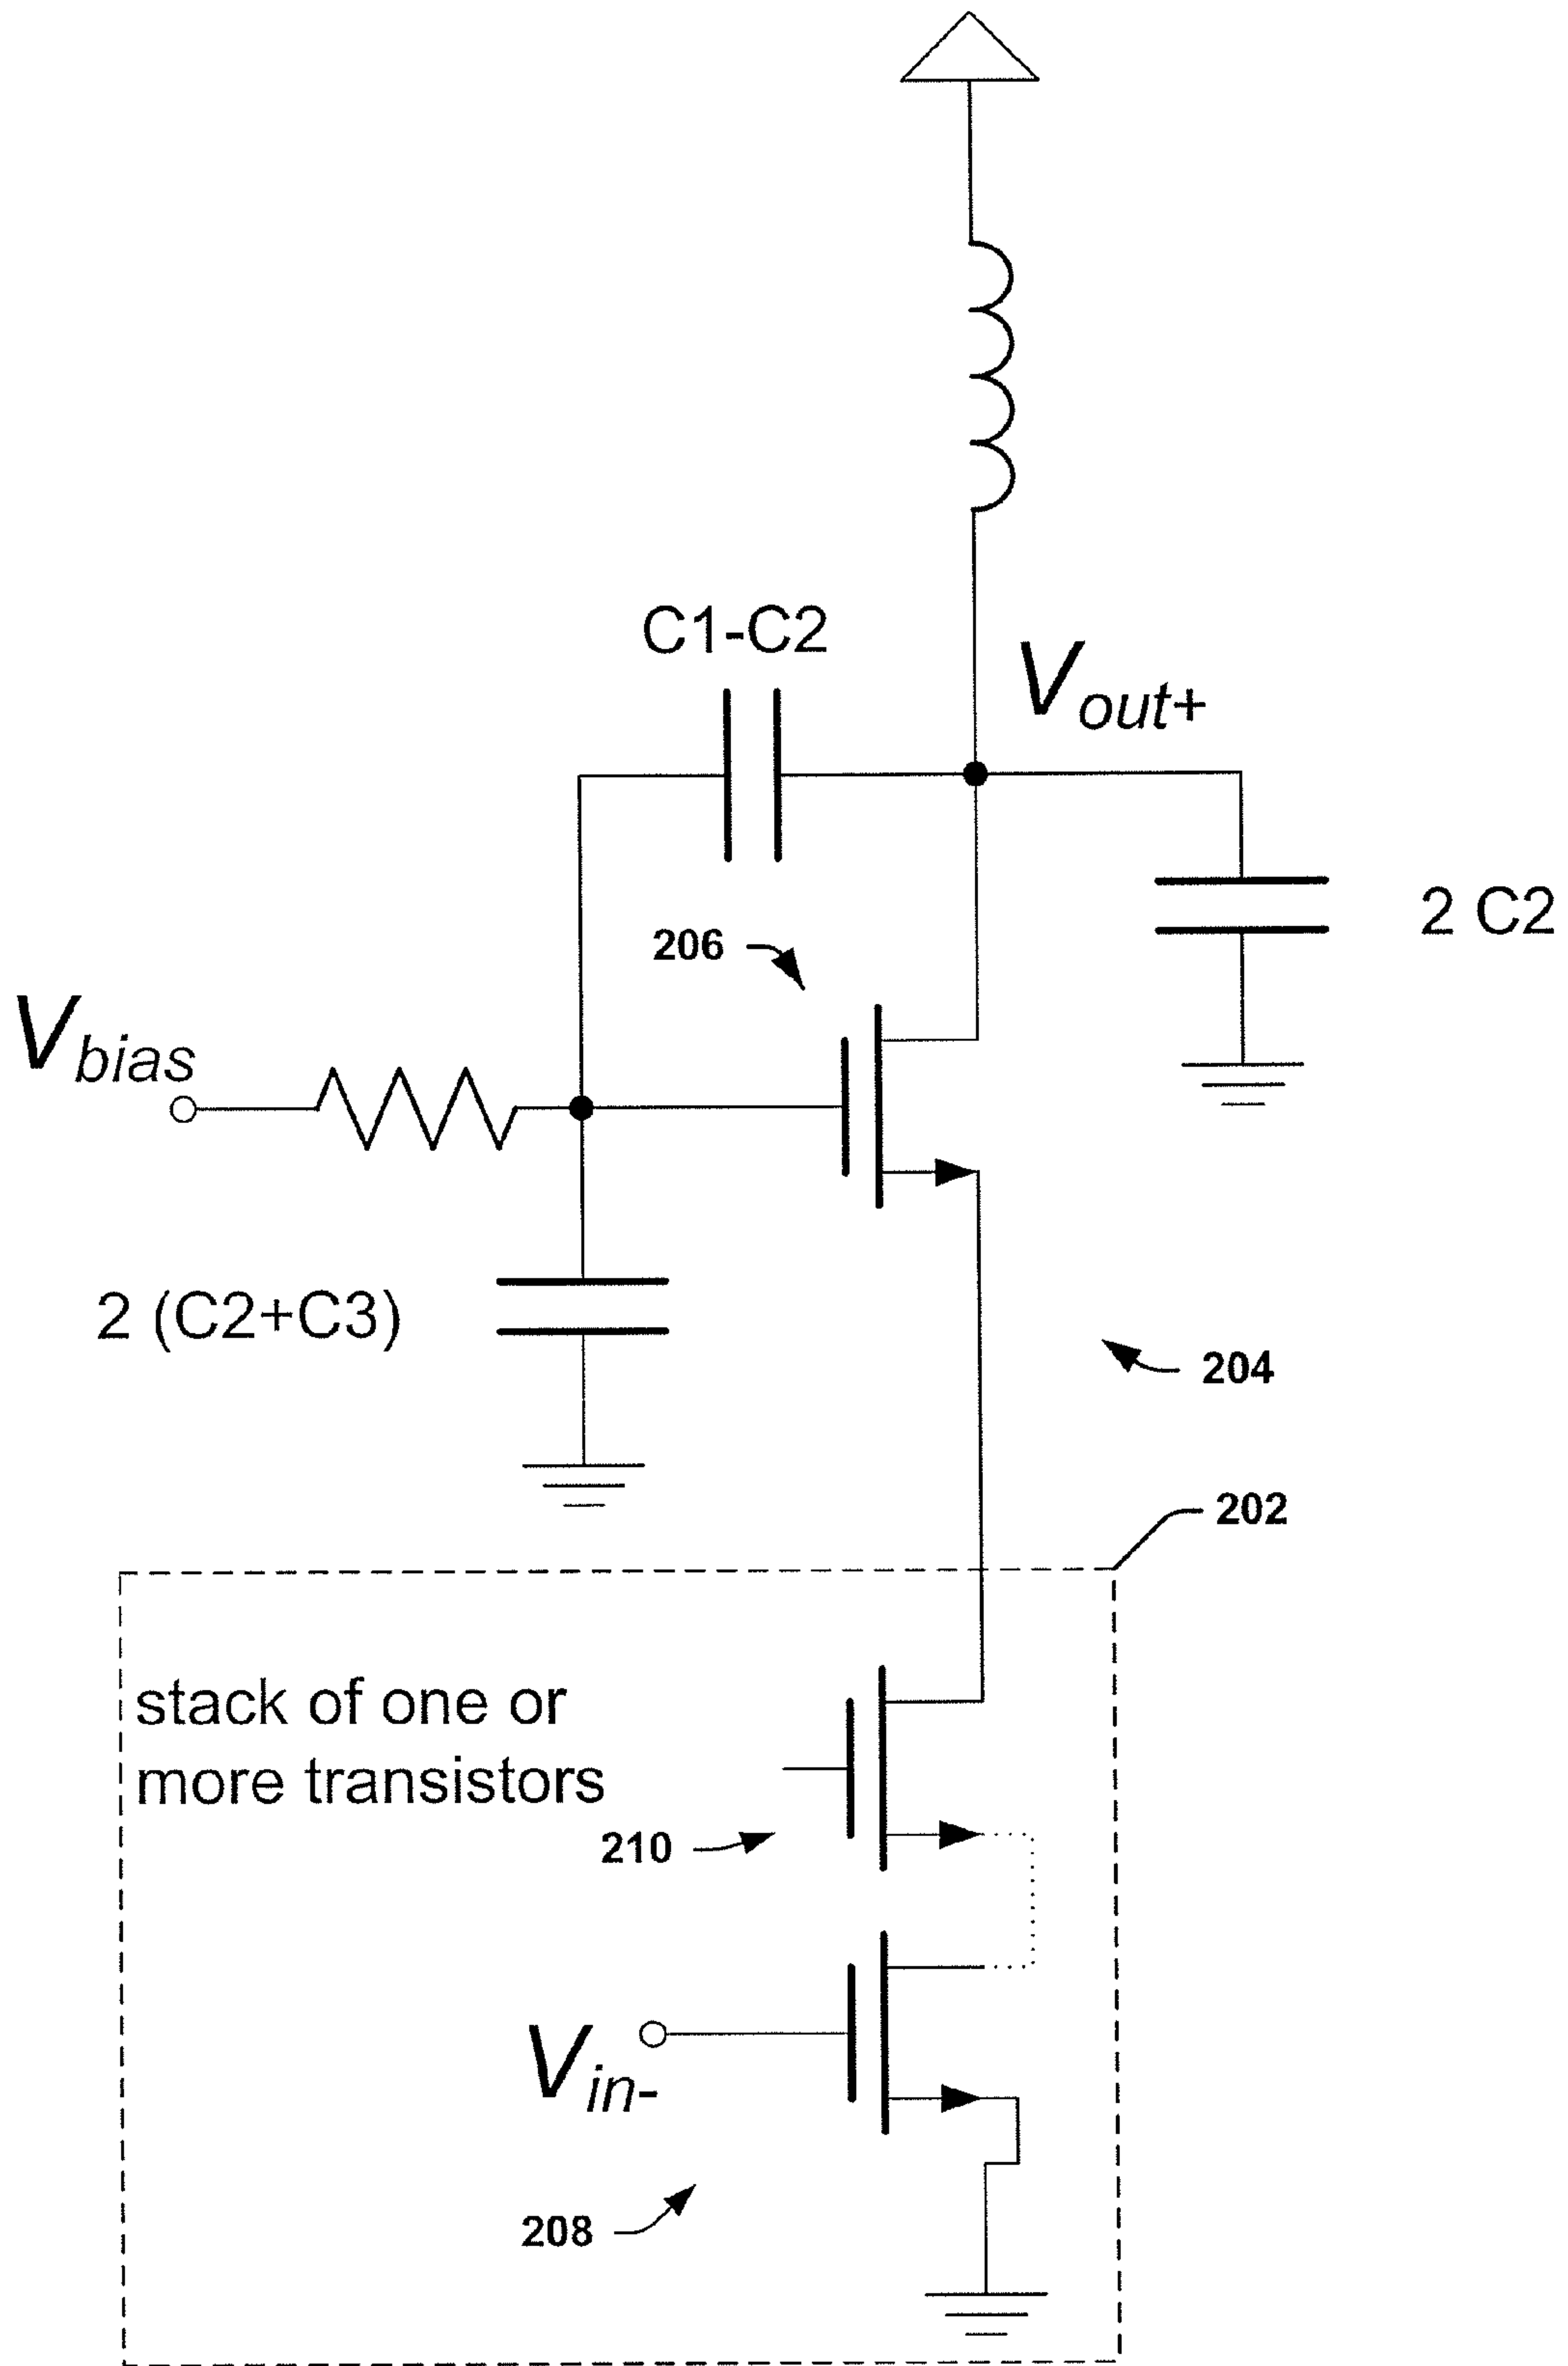 C1-C2
Vout+
206
2 C2
Vbias
2 (C2+C3)
204
202
stack of one or
more transistors
210
Vin-
208